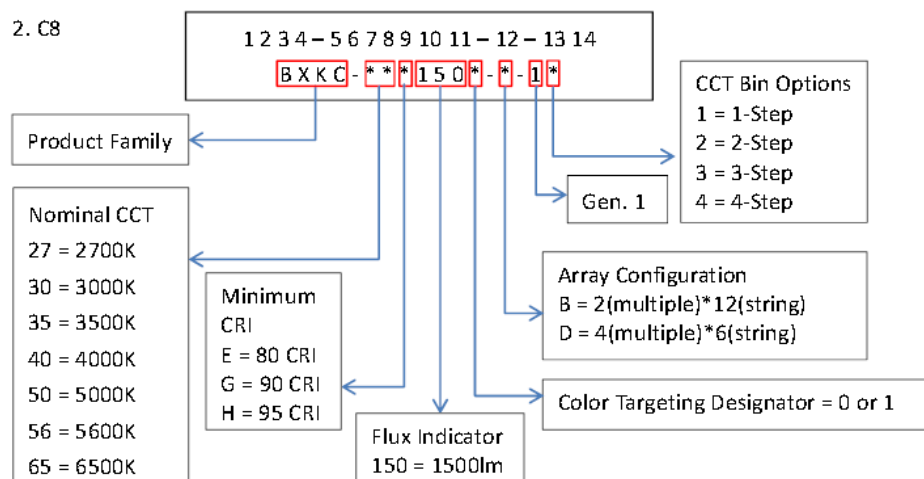 2. C8
1 2 3 4 – 5 6 7 8 9 10 11 – 12 – 13 14
B X K C - * * * 1 5 0 * - * - 1 *
Product Family
Nominal CCT
27 = 2700K
30 = 3000K
35 = 3500K
40 = 4000K
50 = 5000K
56 = 5600K
65 = 6500K
Minimum
CRI
E = 80 CRI
G = 90 CRI
H = 95 CRI
Flux Indicator
150 = 1500lm
Color Targeting Designator = 0 or 1
Array Configuration
B = 2(multiple)*12(string)
D = 4(multiple)*6(string)
Gen. 1
CCT Bin Options
1 = 1-Step
2 = 2-Step
3 = 3-Step
4 = 4-Step